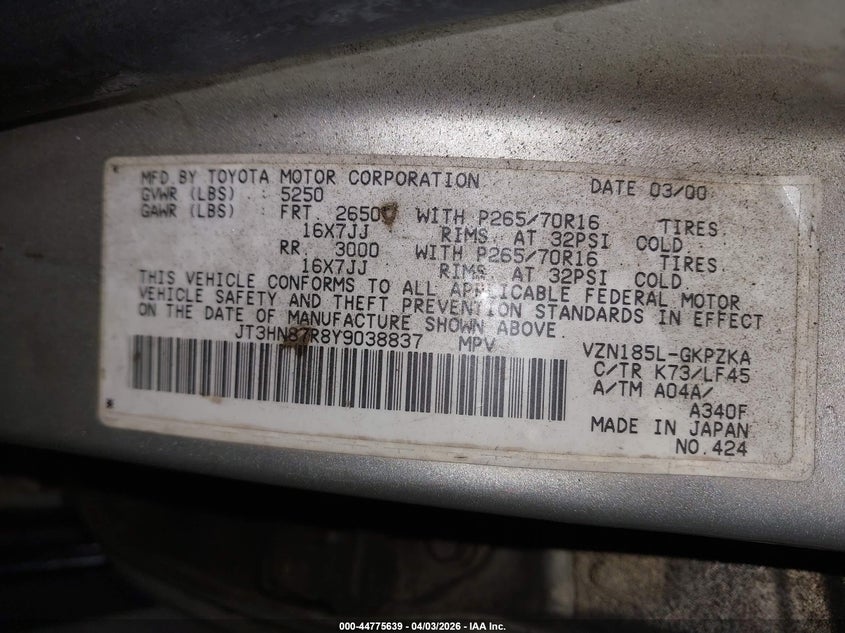 MFD.BY TOYOTA MOTOR CORPORATION DATE 03/00
GVWR (LBS) : 5250
GAWR (LBS) : FRT. 2650 WITH P265/70R16 TIRES
16X7JJ RIMS. AT 32PSI COLD.
RR. 3000 WITH P265/70R16 TIRES
16X7JJ RIMS. AT 32PSI COLD.
THIS VEHICLE CONFORMS TO ALL APPLICABLE FEDERAL MOTOR
VEHICLE SAFETY AND THEFT PREVENTION STANDARDS IN EFFECT
ON THE DATE OF MANUFACTURE SHOWN ABOVE.
JT3HN87R8Y9038837 MPV VZN185L-GKPZKA
C/TR K73/LF45
A/TM A04A/
A340F
MADE IN JAPAN
NO.424
000-44775639 - 04/03/2026 - IAA Inc.